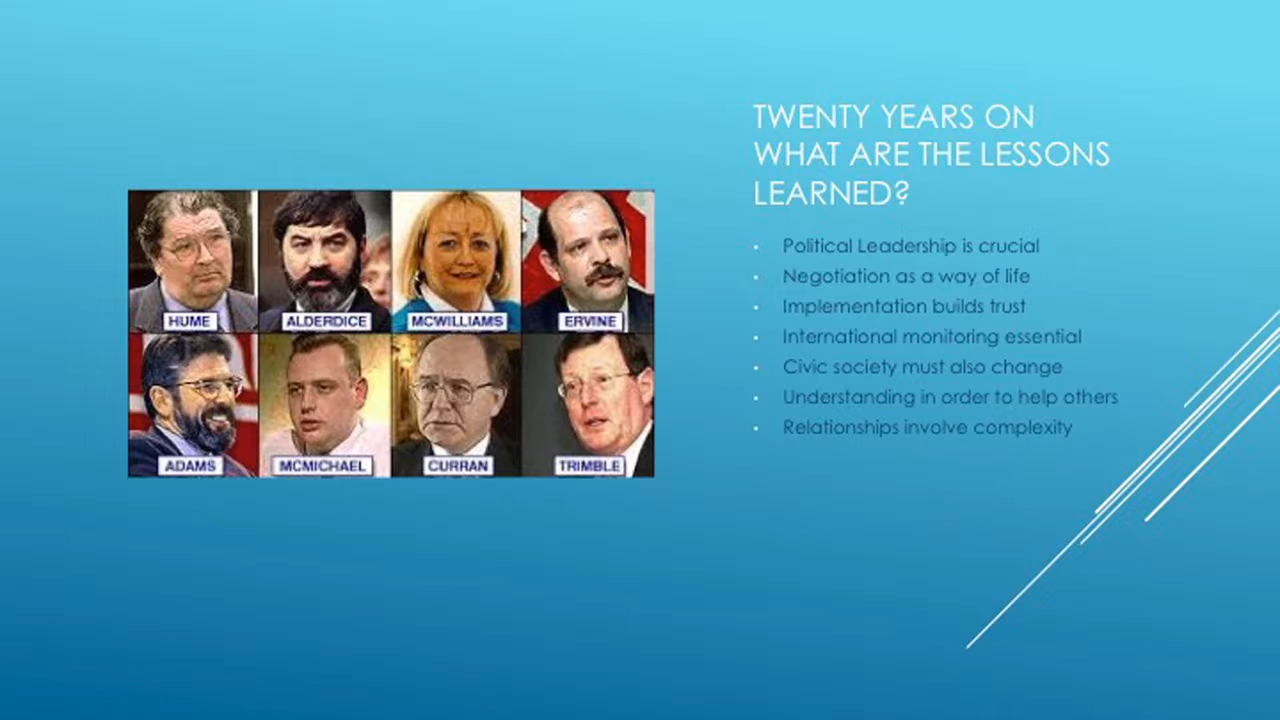 TWENTY YEARS ON
WHAT ARE THE LESSONS
LEARNED?
HUME
ALDERDICE
MCWILLIAMS
ERVINE
ADAMS
MCMICHAEL
CURRAN
TRIMBLE
Political Leadership is crucial
Negotiation as a way of life
Implementation builds trust
International monitoring essential
Civic society must also change
Understanding in order to help others
Relationships involve complexity